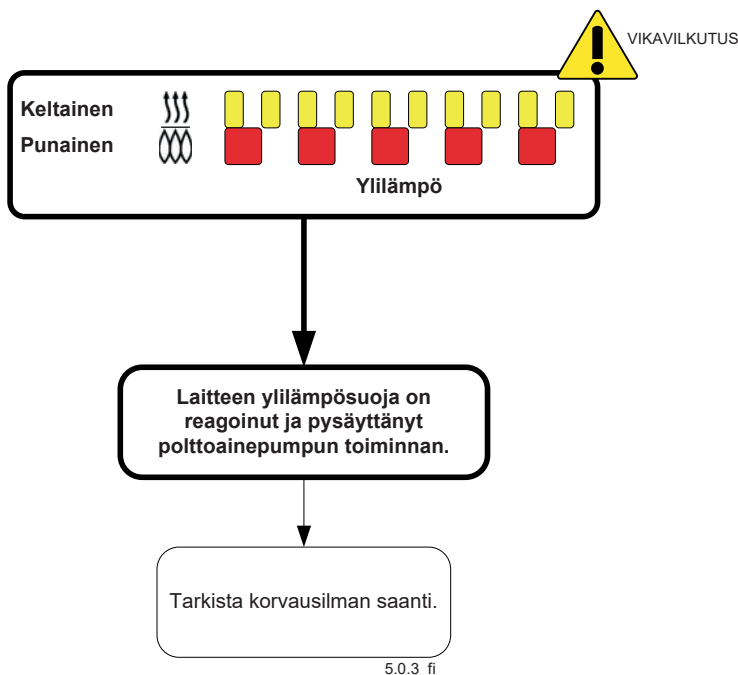 VIKAVILKUTUS
Keltainen
Punainen
Ylilämpö
Laitteen ylilämpösuoja on
reagoinut ja pysäyttänyt
polttoainepumpun toiminnan.
Tarkista korvausilman saanti.
5.0.3 fi